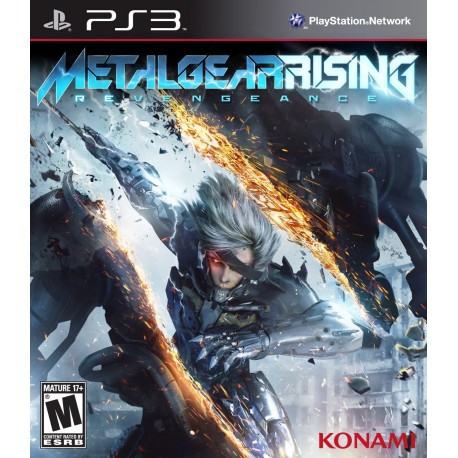 PS3
PlayStation®Network
METAL GEAR RISING
REVENGEANCE
MATURE 17+
M
CONTENT RATED BY
ESRB
KONAMI